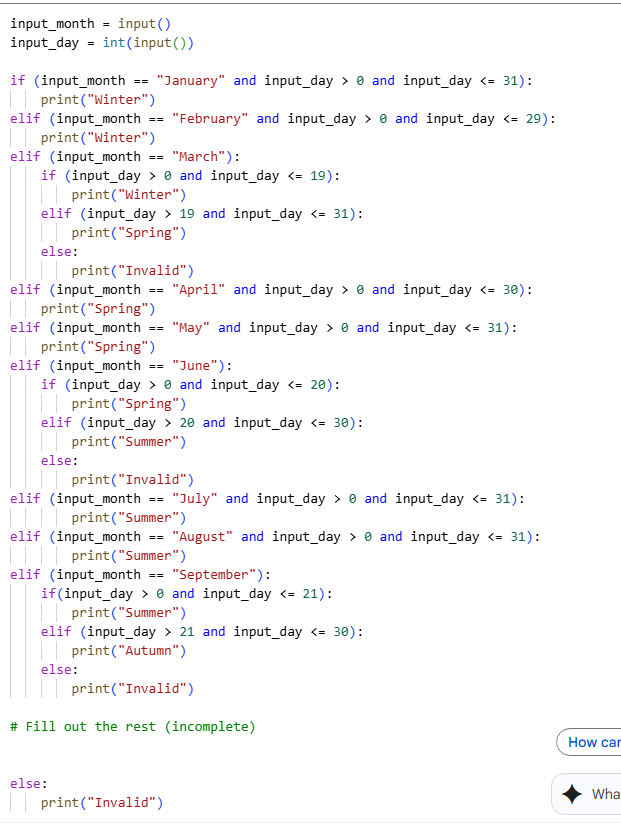 input_month = input()
input_day = int(input())
if (input_month == "January" and input_day > 0 and input_day <= 31):
print("Winter")
elif (input_month == "February" and input_day > 0 and input_day <= 29):
print("Winter")
elif (input_month == "March"):
if (input_day > 0 and input_day <= 19):
print("Winter")
elif (input_day > 19 and input_day <= 31):
print("Spring")
else:
print("Invalid")
elif (input_month == "April" and input_day > 0 and input_day <= 30):
print("Spring")
elif (input_month == "May" and input_day > 0 and input_day <= 31):
print("Spring")
elif (input_month == "June"):
if (input_day > 0 and input_day <= 20):
print("Spring")
elif (input_day > 20 and input_day <= 30):
print("Summer")
else:
print("Invalid")
elif (input_month == "July" and input_day > 0 and input_day <= 31):
print("Summer")
elif (input_month == "August" and input_day > 0 and input_day <= 31):
print("Summer")
elif (input_month == "September"):
if(input_day > 0 and input_day <= 21):
print("Summer")
elif (input_day > 21 and input_day <= 30):
print("Autumn")
else:
print("Invalid")
# Fill out the rest (incomplete)
How
else:
print("Invalid")